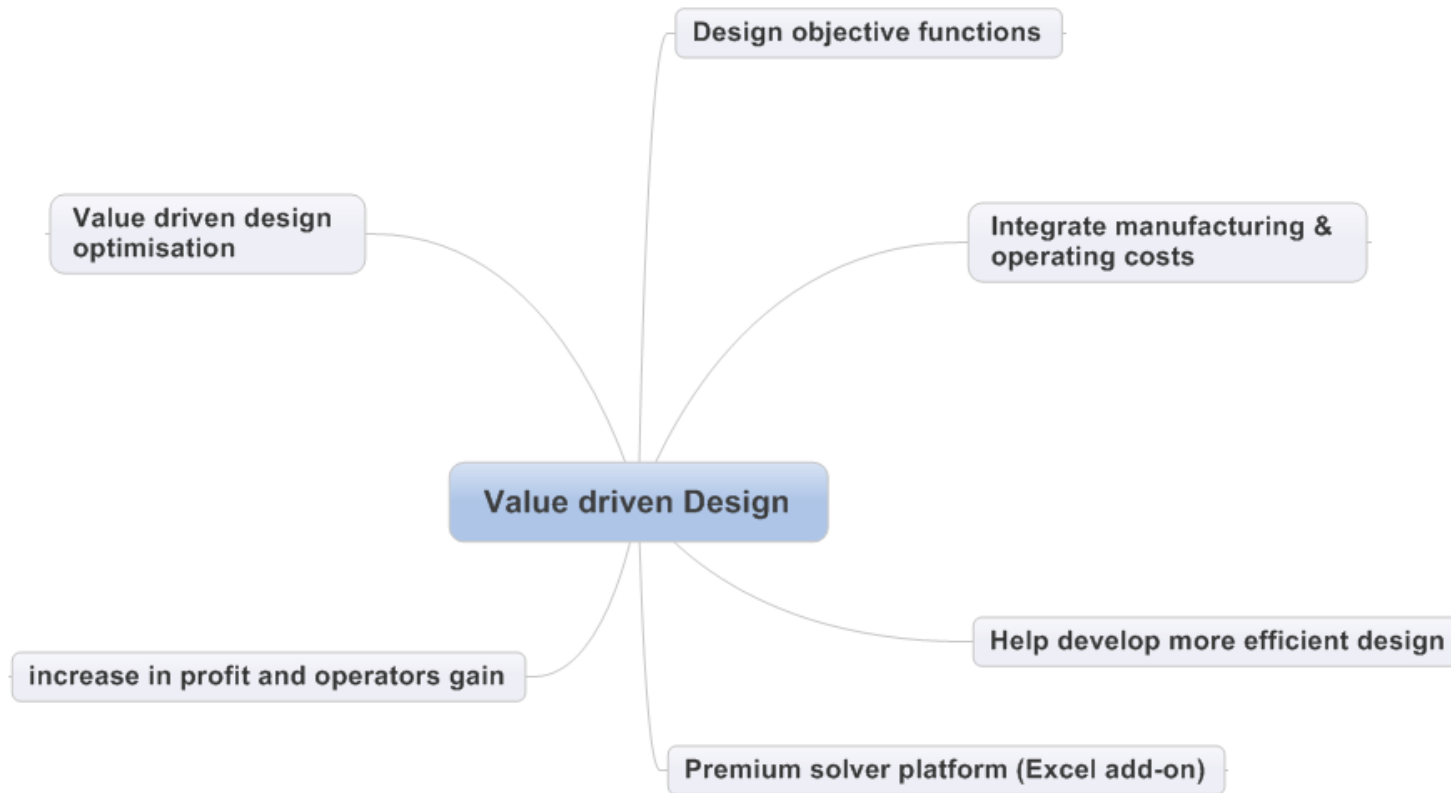 Design objective functions
Value driven design
optimisation
Integrate manufacturing &
operating costs
Value driven Design
Help develop more efficient design
increase in profit and operators gain
Premium solver platform (Excel add-on)